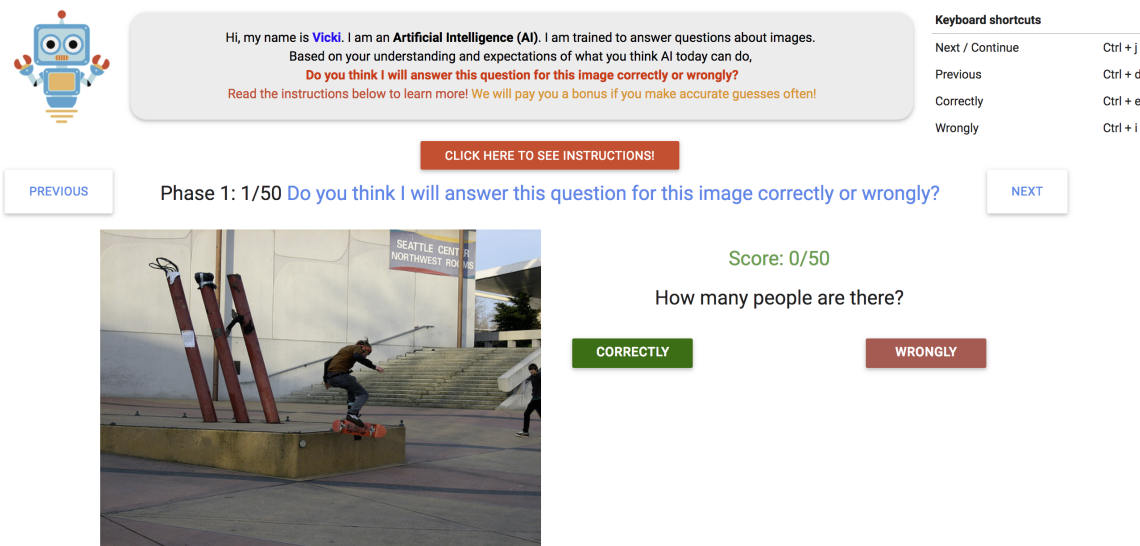 Hi, my name is Vicki. I am an Artificial Intelligence (AI). I am trained to answer questions about images.
Based on your understanding and expectations of what you think AI today can do,
Do you think I will answer this question for this image correctly or wrongly?
Read the instructions below to learn more! We will pay you a bonus if you make accurate guesses often!
Keyboard shortcuts
Next / Continue Ctrl + j
Previous Ctrl + d
Correctly Ctrl + e
Wrongly Ctrl + i
CLICK HERE TO SEE INSTRUCTIONS!
PREVIOUS
Phase 1: 1/50 Do you think I will answer this question for this image correctly or wrongly?
NEXT
SEATTLE CENTER
NORTHWEST ROOMS
Score: 0/50
How many people are there?
CORRECTLY
WRONGLY